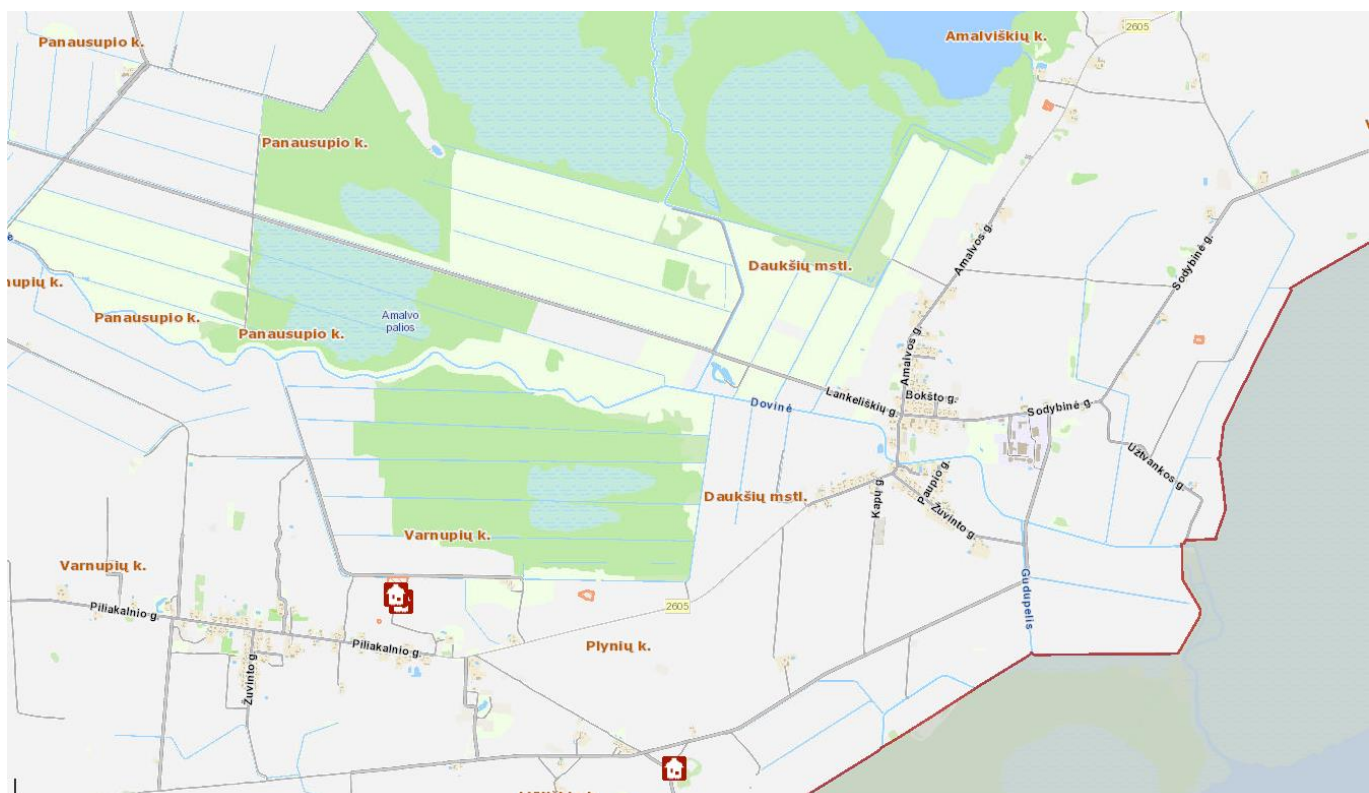 2605
Amalviškių k.
Panausupio k.
Panausupio k.
Amalvos g.
Sodybinė g.
Daukšių mstl.
nupių k.
Amalvo
palios
Panausupio k.
Panausupio k.
Amalvos g.
Bokšto g.
Lankeliškių g.
Dovinė
Sodybinė g.
Užtvankos g.
Paupio g.
Daukšių mstl.
Kapų g.
Žuvinto g.
Varnupių k.
Varnupių k.
Gudupelis
2605
Piliakalnio g.
Piliakalnio g.
Plynių k.
Žuvinto g.